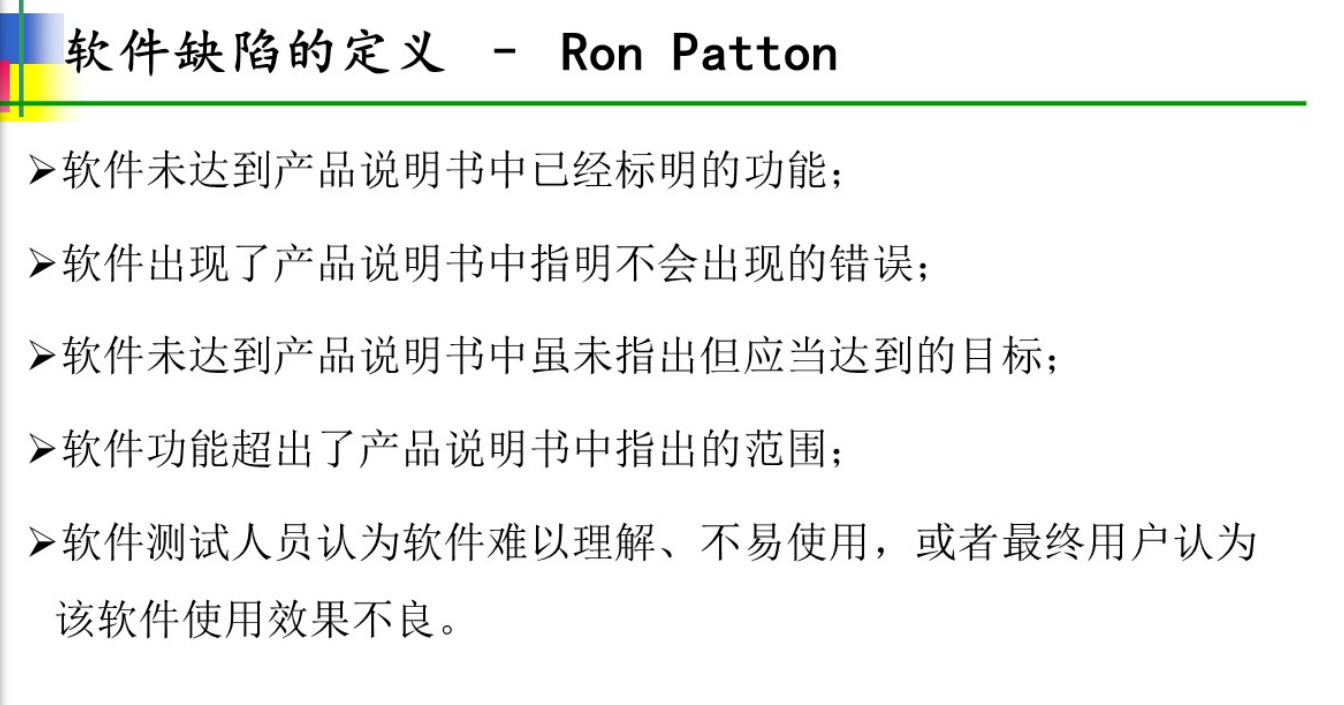 软件缺陷的定义 - Ron Patton
➢软件未达到产品说明书中已经标明的功能；
➢软件出现了产品说明书中指明不会出现的错误；
➢软件未达到产品说明书中虽未指出但应当达到的目标；
➢软件功能超出了产品说明书中指出的范围；
➢软件测试人员认为软件难以理解、不易使用，或者最终用户认为
该软件使用效果不良。